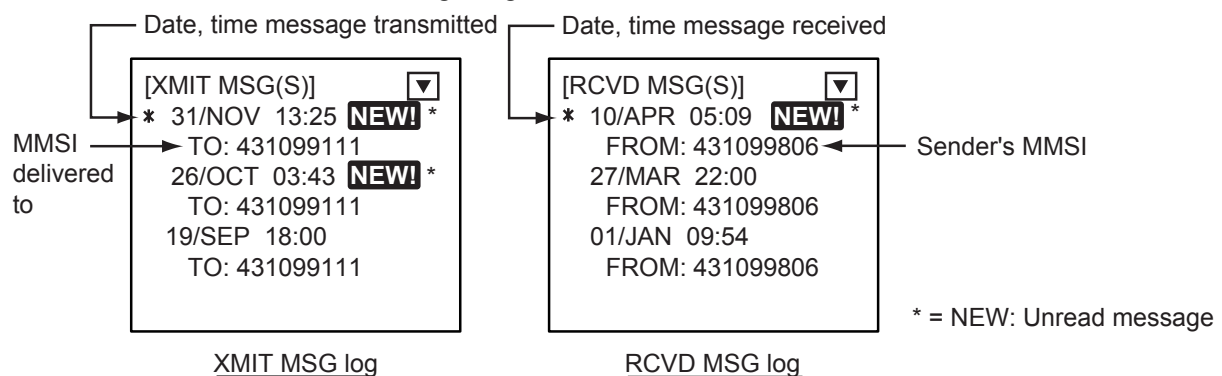 Date, time message transmitted
Date, time message received
[XMIT MSG(S)] ▼
* 31/NOV 13:25 NEW! *
TO: 431099111
26/OCT 03:43 NEW! *
TO: 431099111
19/SEP 18:00
TO: 431099111
MMSI
delivered
to
XMIT MSG log
[RCVD MSG(S)] ▼
* 10/APR 05:09 NEW! *
FROM: 431099806
27/MAR 22:00
FROM: 431099806
01/JAN 09:54
FROM: 431099806
Sender's MMSI
* = NEW: Unread message
RCVD MSG log